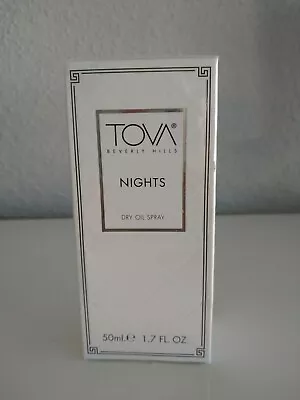 TOVA®
BEVERLY HILLS
NIGHTS
DRY OIL SPRAY
50ml.℮ 1.7 FL. OZ